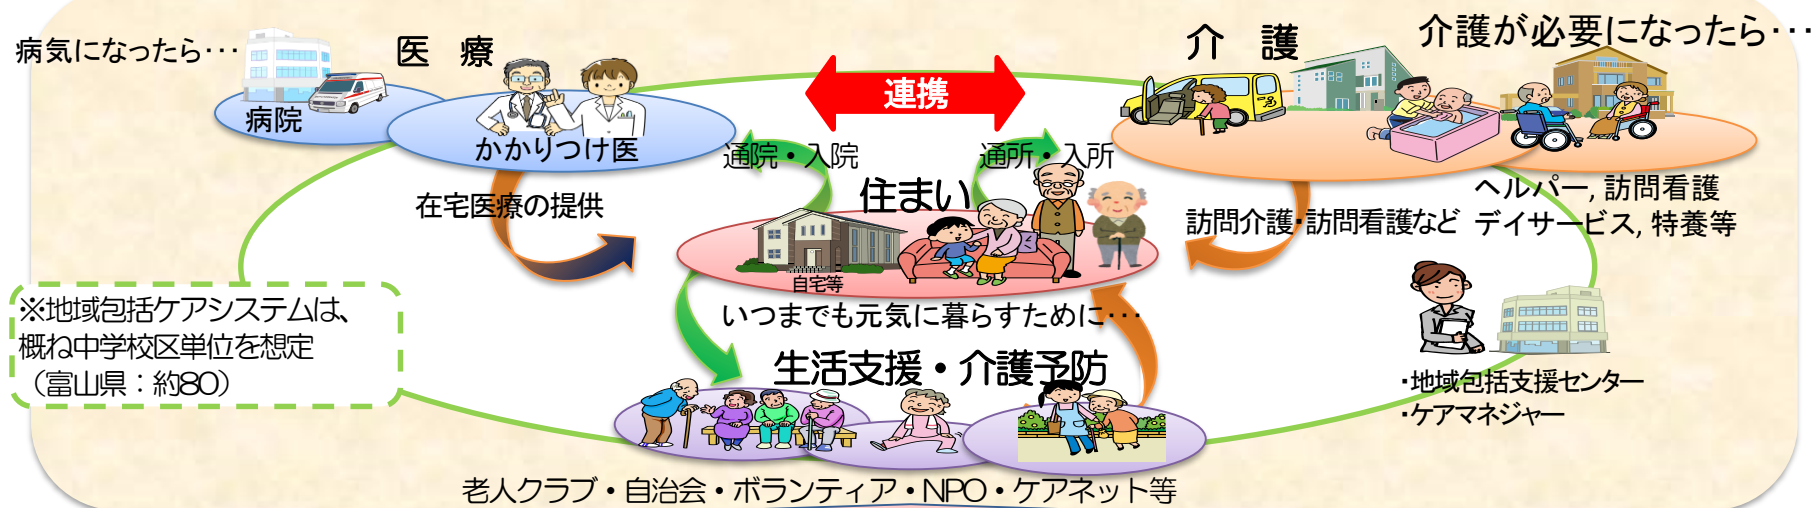 病気になったら・・・
医 療
病院
かかりつけ医
連携
介 護
介護が必要になったら・・・
通院・入院
通所・入所
住まい
在宅医療の提供
訪問介護・訪問看護など
ヘルパー, 訪問看護
デイサービス, 特養等
自宅等
いつまでも元気に暮らすために・・・
※地域包括ケアシステムは、
概ね中学校区単位を想定
(富山県:約80)
生活支援・介護予防
・地域包括支援センター
・ケアマネジャー
老人クラブ・自治会・ボランティア・NPO・ケアネット等